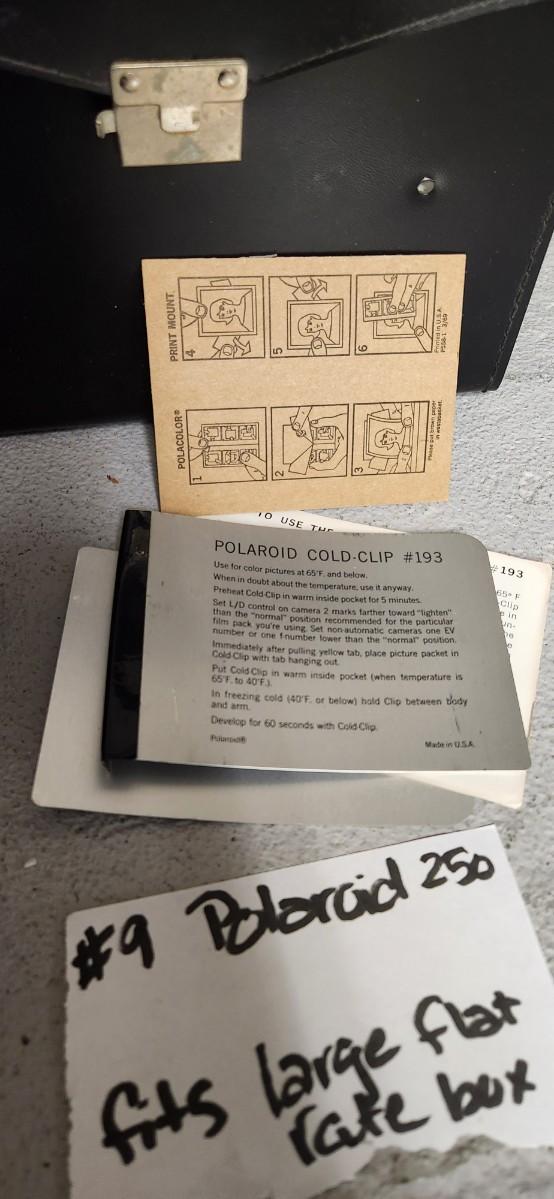 PRINT MOUNT
4
5
6
Printed in U.S.A.
3/69
POLACOLOR®
1
2
3
Please put brown paper
in wastebasket.
TO USE THE
#193
65° F
-Clip
POLAROID COLD-CLIP #193
Use for color pictures at 65°F. and below.
When in doubt about the temperature, use it anyway.
Preheat Cold-Clip in warm inside pocket for 5 minutes.
Set L/D control on camera 2 marks farther toward "lighten"
than the "normal" position recommended for the particular
film pack you're using. Set non-automatic cameras one EV
number or one f-number lower than the "normal" position.
Immediately after pulling yellow tab, place picture packet in
Cold-Clip with tab hanging out.
Put Cold-Clip in warm inside pocket (when temperature is
65°F. to 40°F.).
In freezing cold (40°F. or below) hold Clip between body
and arm.
Develop for 60 seconds with Cold-Clip.
Polaroid®
Made in U.S.A.
#9 Polaroid 250
fits large flat
rate box